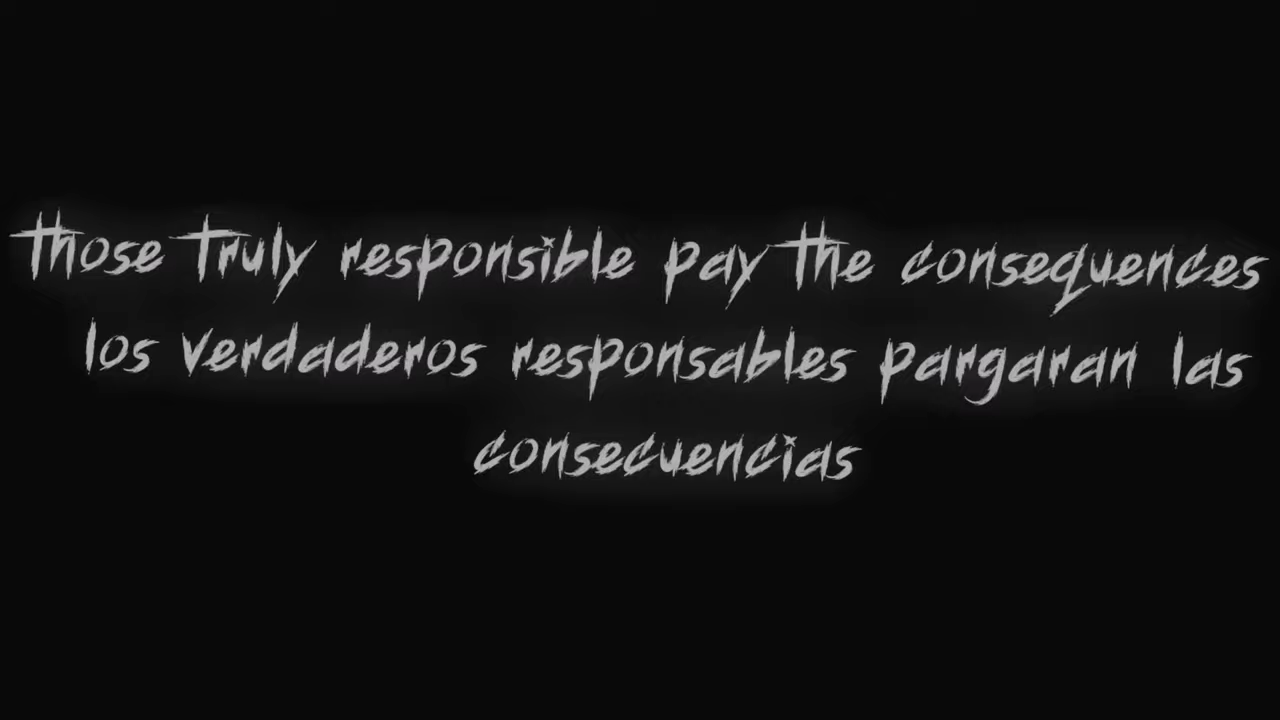 those truly responsible pay the consequences
los verdaderos responsables pargaran las
consecuencias